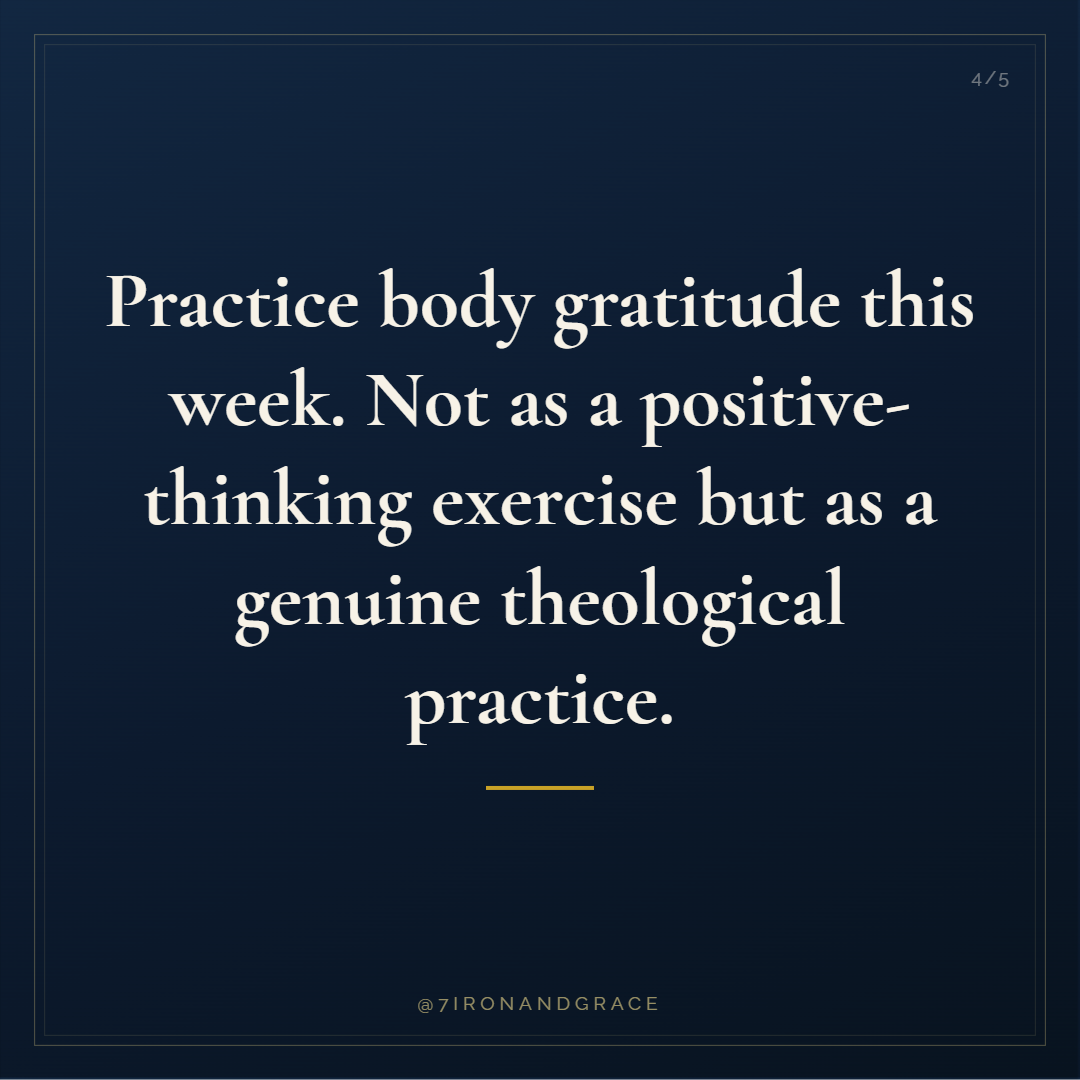 4/5
Practice body gratitude this
week. Not as a positive-
thinking exercise but as a
genuine theological
practice.
@7IRONANDGRACE